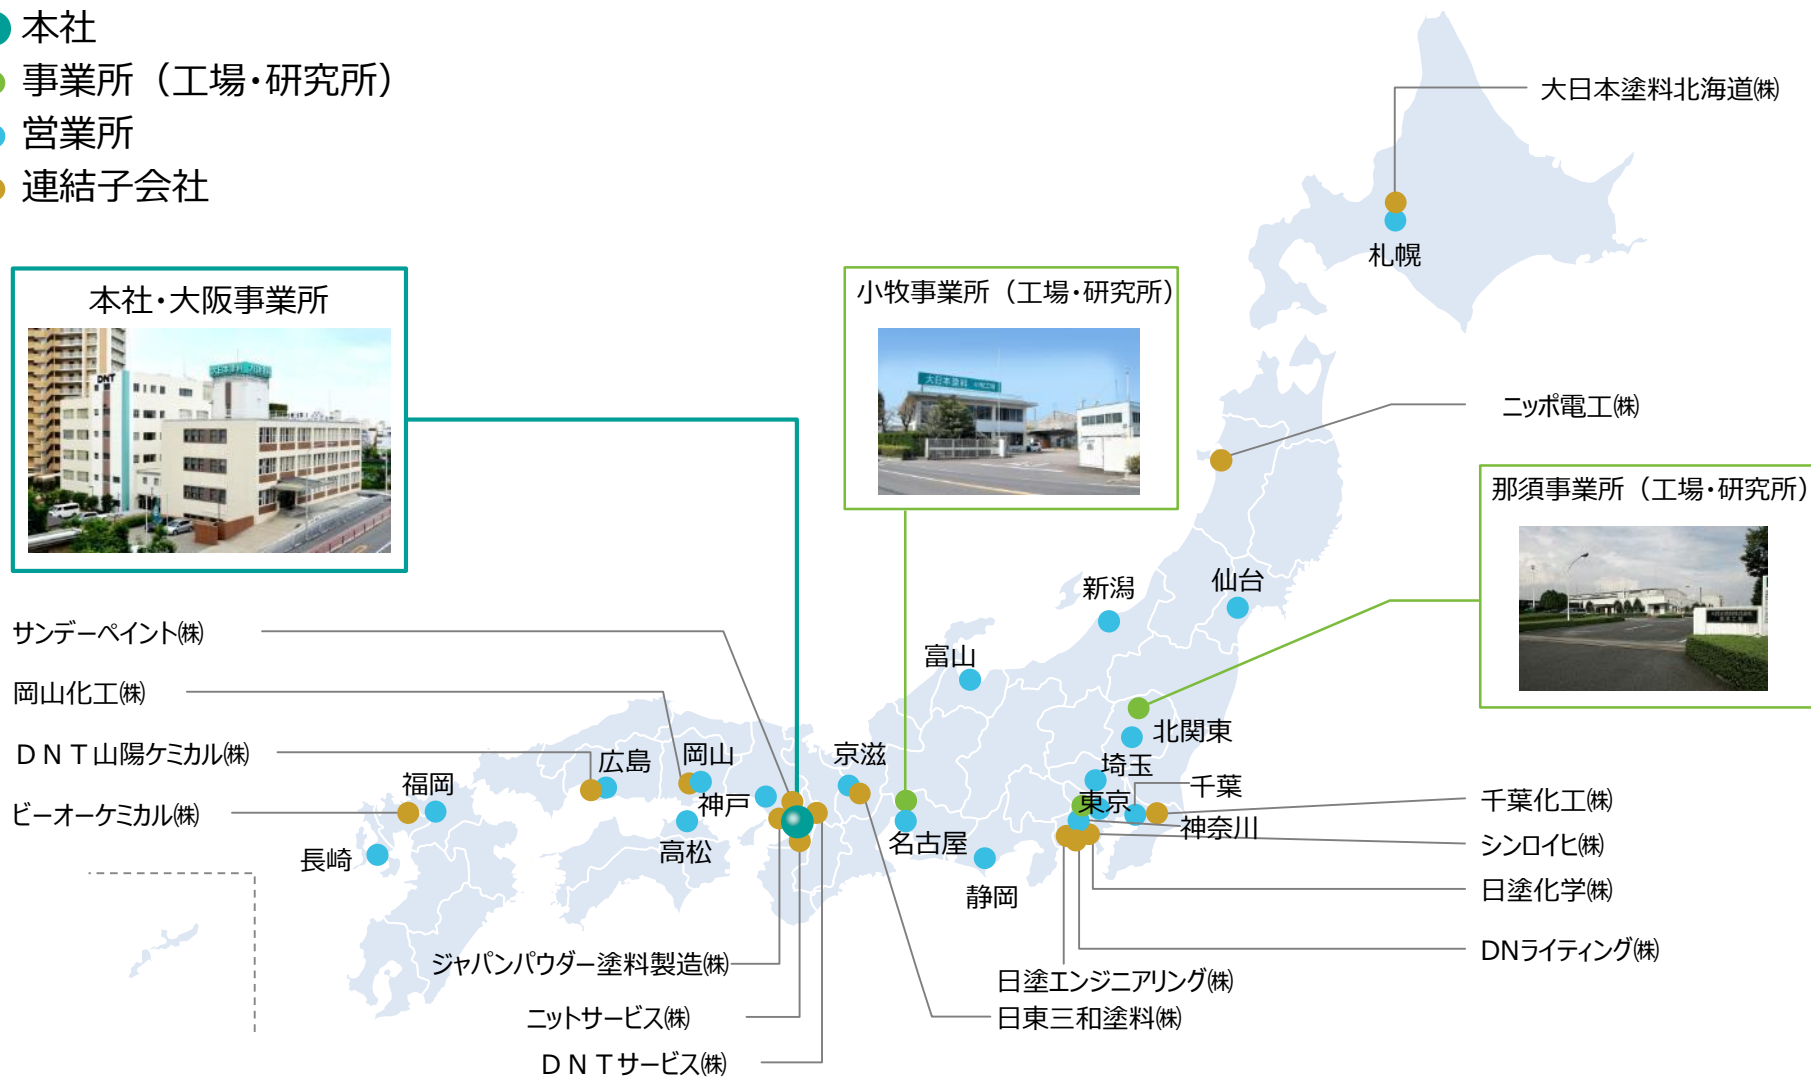 本社
事業所（工場・研究所）
営業所
連結子会社
大日本塗料北海道㈱
札幌
本社・大阪事業所
DNT
小牧事業所（工場・研究所）
大日本塗料 小牧工場
ニッポ電工㈱
那須事業所（工場・研究所）
新潟
仙台
富山
北関東
サンデーペイント㈱
岡山化工㈱
ＤＮＴ山陽ケミカル㈱
ビーオーケミカル㈱
福岡
広島
岡山
神戸
京滋
埼玉
東京
千葉
神奈川
長崎
高松
名古屋
静岡
千葉化工㈱
シンロイヒ㈱
日塗化学㈱
DNライティング㈱
ジャパンパウダー塗料製造㈱
日塗エンジニアリング㈱
ニットサービス㈱
日東三和塗料㈱
ＤＮＴサービス㈱